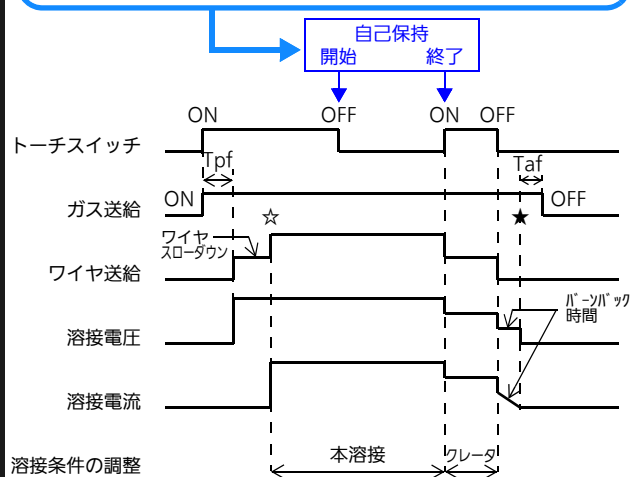 自己保持
開始 終了
ON OFF ON OFF
トーチスイッチ
Tpf Taf
ガス送給 ON OFF
☆ ★
ワイヤ
スローダウン
ワイヤ送給
バーンバック
時間
溶接電圧
溶接電流
本溶接 クレータ
溶接条件の調整